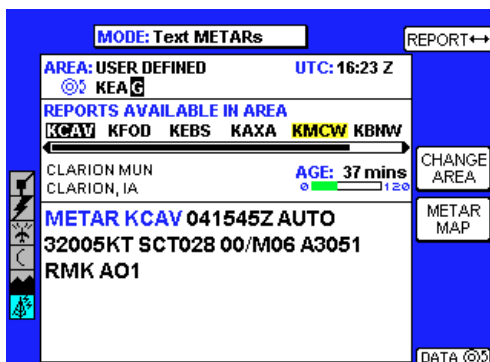 MODE: Text METARs
REPORT↔
AREA: USER DEFINED UTC: 16:23 Z
KEAG
REPORTS AVAILABLE IN AREA
KCAV KFOD KEBS KAXA KMCW KBNW
CLARION MUN AGE: 37 mins
CLARION, IA 0 120
CHANGE
AREA
METAR KCAV 041545Z AUTO
32005KT SCT028 00/M06 A3051
RMK AO1
METAR
MAP
DATA